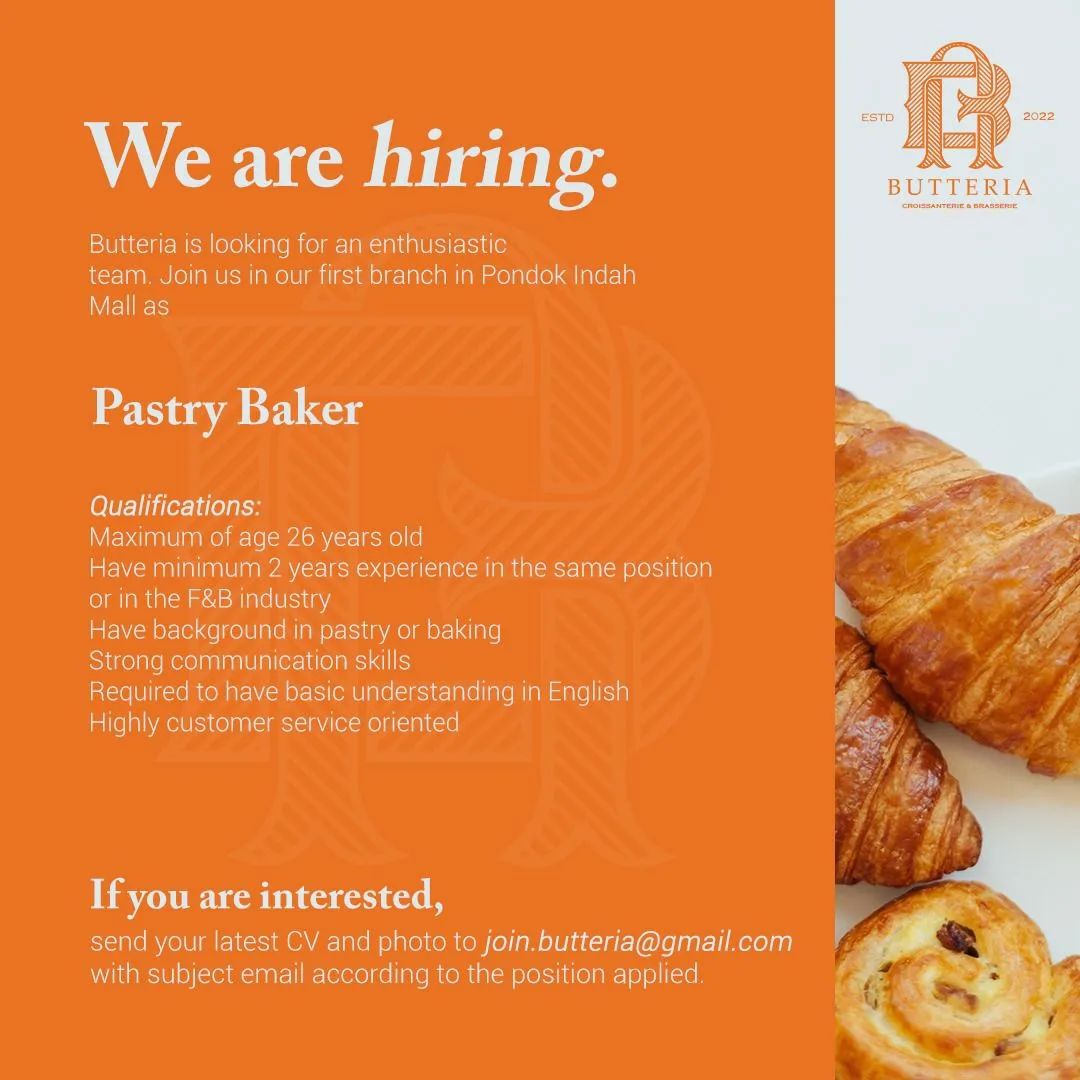 We are hiring.
Butteria is looking for an enthusiastic
team. Join us in our first branch in Pondok Indah
Mall as
Pastry Baker
Qualifications:
Maximum of age 26 years old
Have minimum 2 years experience in the same position
or in the F&B industry
Have background in pastry or baking
Strong communication skills
Required to have basic understanding in English
Highly customer service oriented
If you are interested,
send your latest CV and photo to join.butteria@gmail.com
with subject email according to the position applied.
ESTD 2022
BUTTERIA
CROISSANTERIE & BRASSERIE